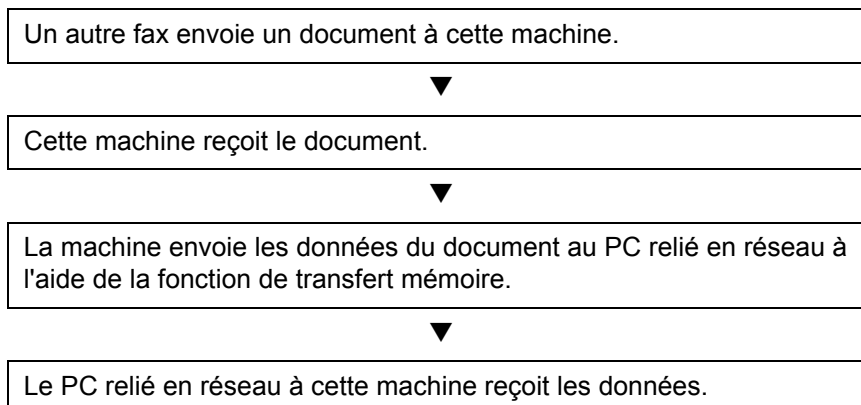 Un autre fax envoie un document à cette machine.
▼
Cette machine reçoit le document.
▼
La machine envoie les données du document au PC relié en réseau à
l'aide de la fonction de transfert mémoire.
▼
Le PC relié en réseau à cette machine reçoit les données.